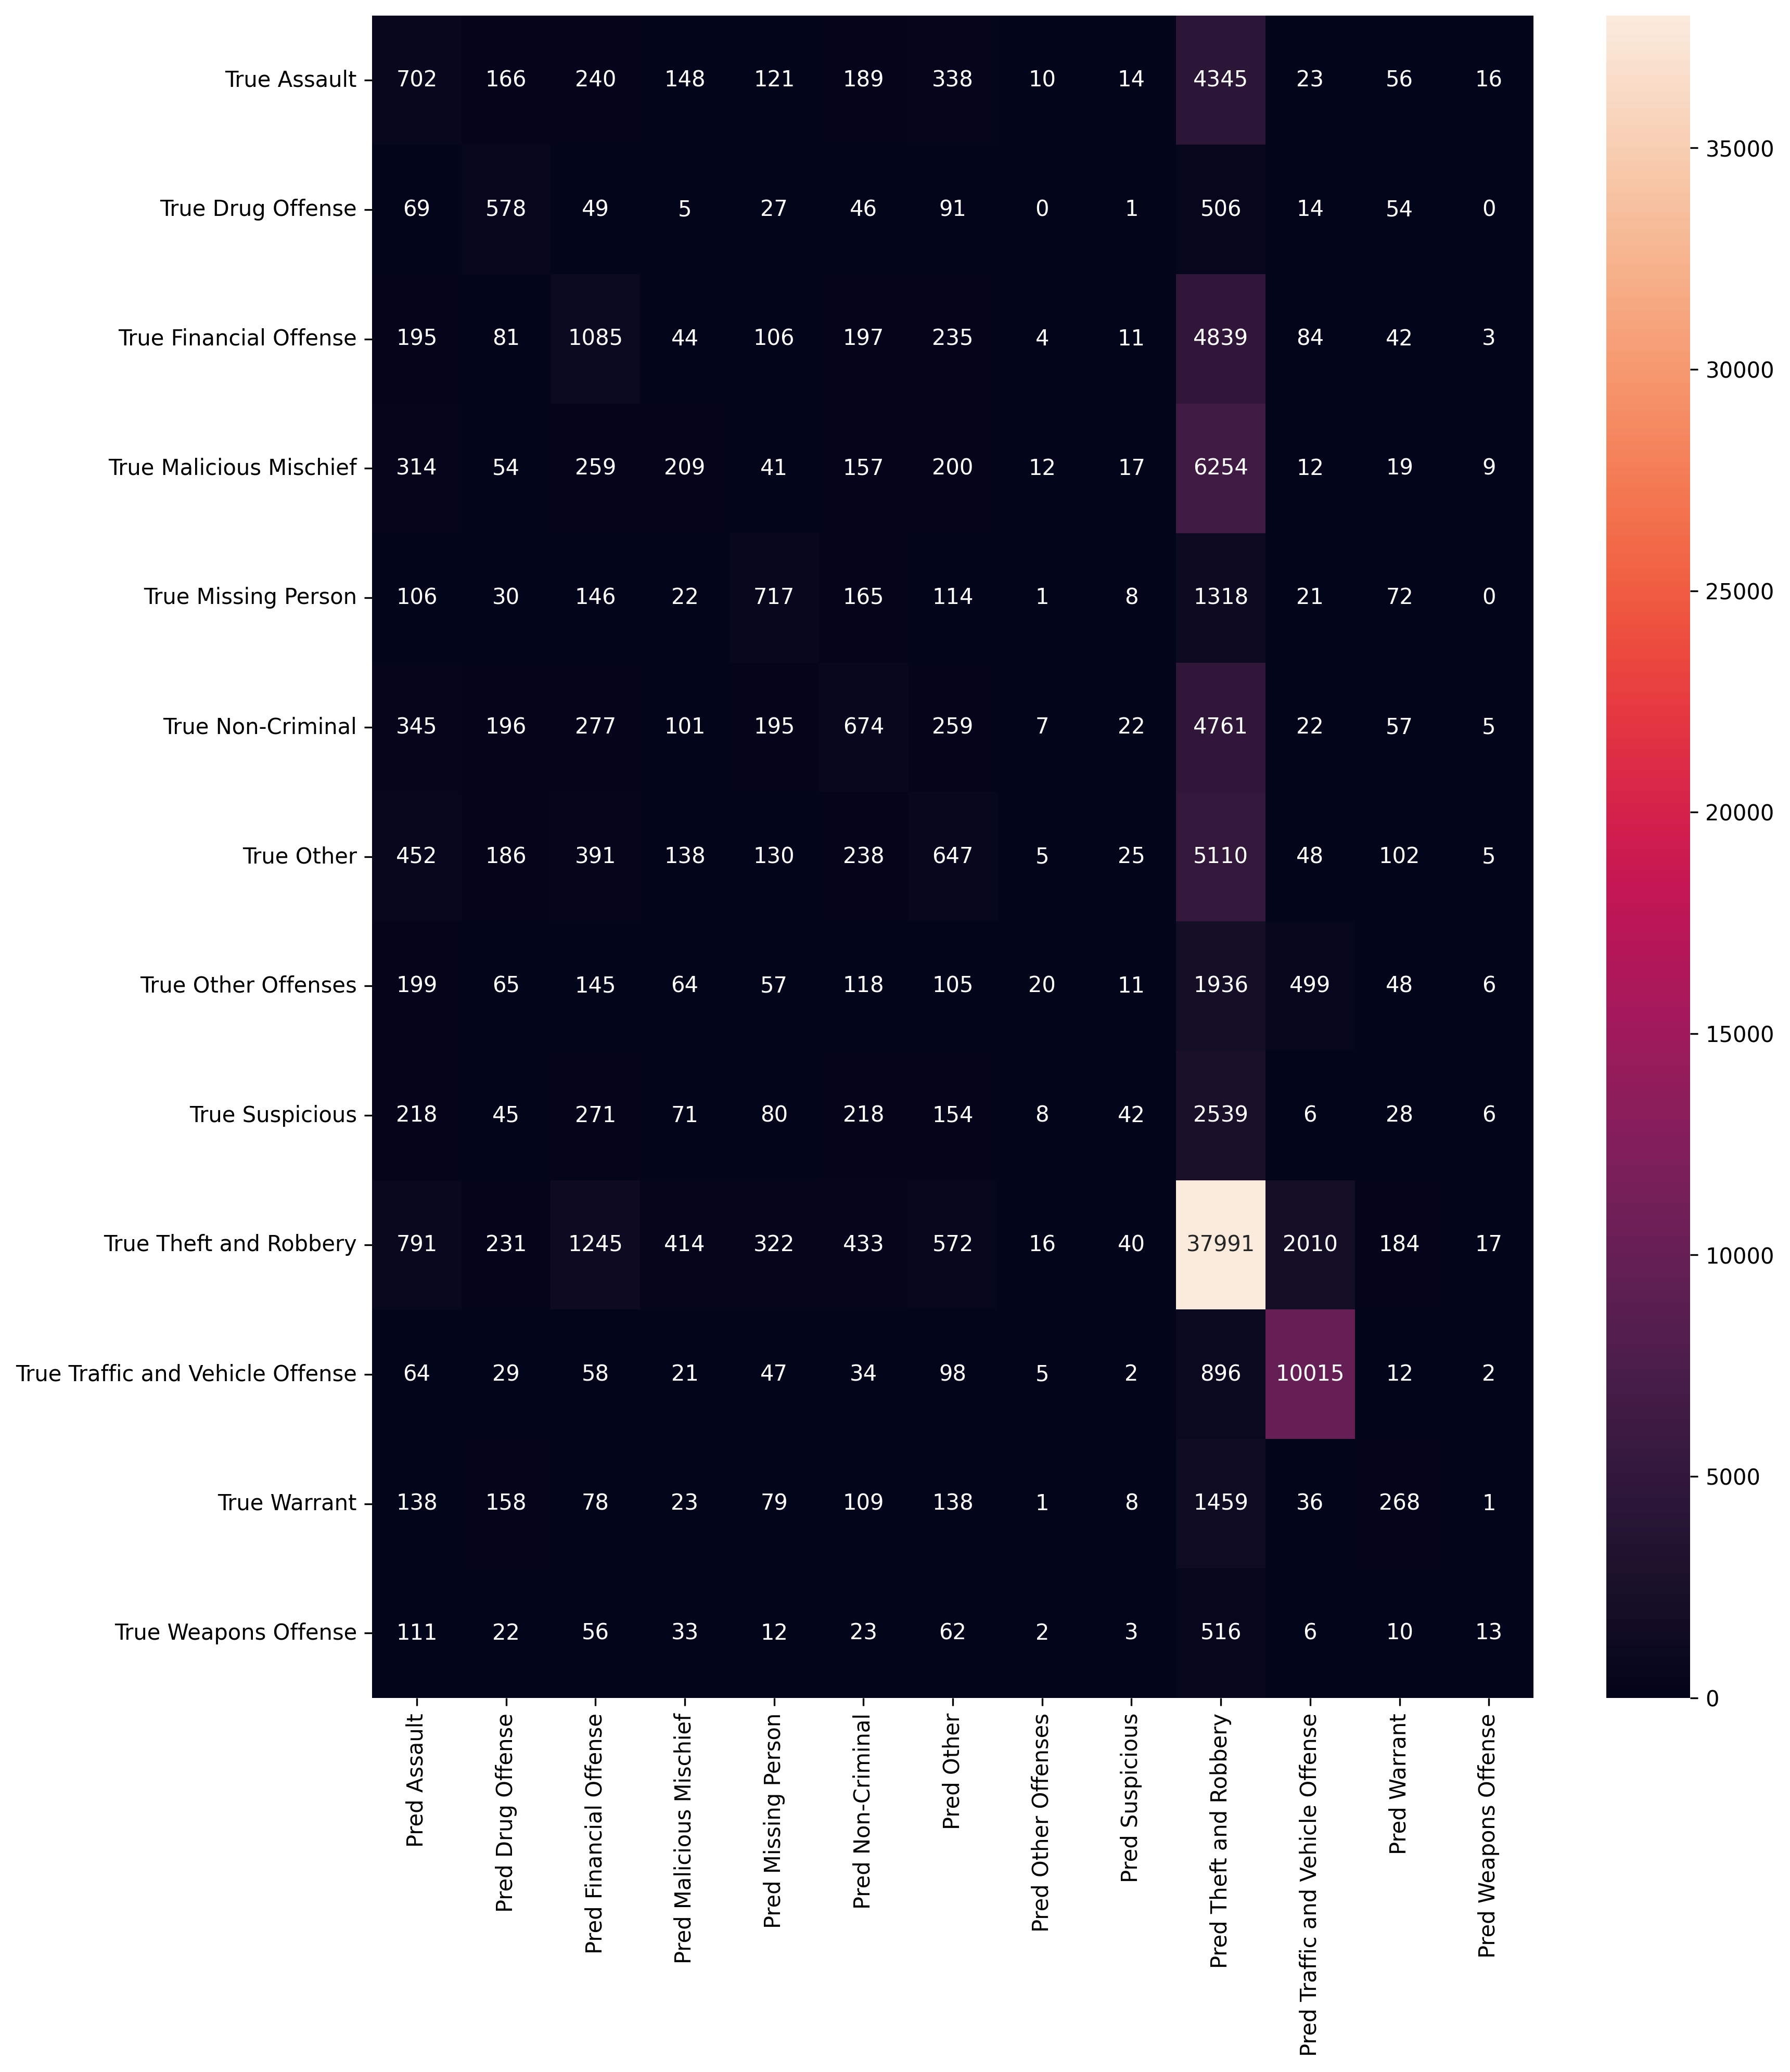 True Assault 702 166 240 148 121 189 338 10 14 4345 23 56 16
35000
True Drug Offense 69 578 49 5 27 46 91 0 1 506 14 54 0
True Financial Offense 195 81 1085 44 106 197 235 4 11 4839 84 42 3
30000
True Malicious Mischief 314 54 259 209 41 157 200 12 17 6254 12 19 9
25000
True Missing Person 106 30 146 22 717 165 114 1 8 1318 21 72 0
True Non-Criminal 345 196 277 101 195 674 259 7 22 4761 22 57 5
20000
True Other 452 186 391 138 130 238 647 5 25 5110 48 102 5
True Other Offenses 199 65 145 64 57 118 105 20 11 1936 499 48 6
15000
True Suspicious 218 45 271 71 80 218 154 8 42 2539 6 28 6
True Theft and Robbery 791 231 1245 414 322 433 572 16 40 37991 2010 184 17
10000
True Traffic and Vehicle Offense 64 29 58 21 47 34 98 5 2 896 10015 12 2
5000
True Warrant 138 158 78 23 79 109 138 1 8 1459 36 268 1
True Weapons Offense 111 22 56 33 12 23 62 2 3 516 6 10 13
0
Pred Assault
Pred Drug Offense
Pred Financial Offense
Pred Malicious Mischief
Pred Missing Person
Pred Non-Criminal
Pred Other
Pred Other Offenses
Pred Suspicious
Pred Theft and Robbery
Pred Traffic and Vehicle Offense
Pred Warrant
Pred Weapons Offense